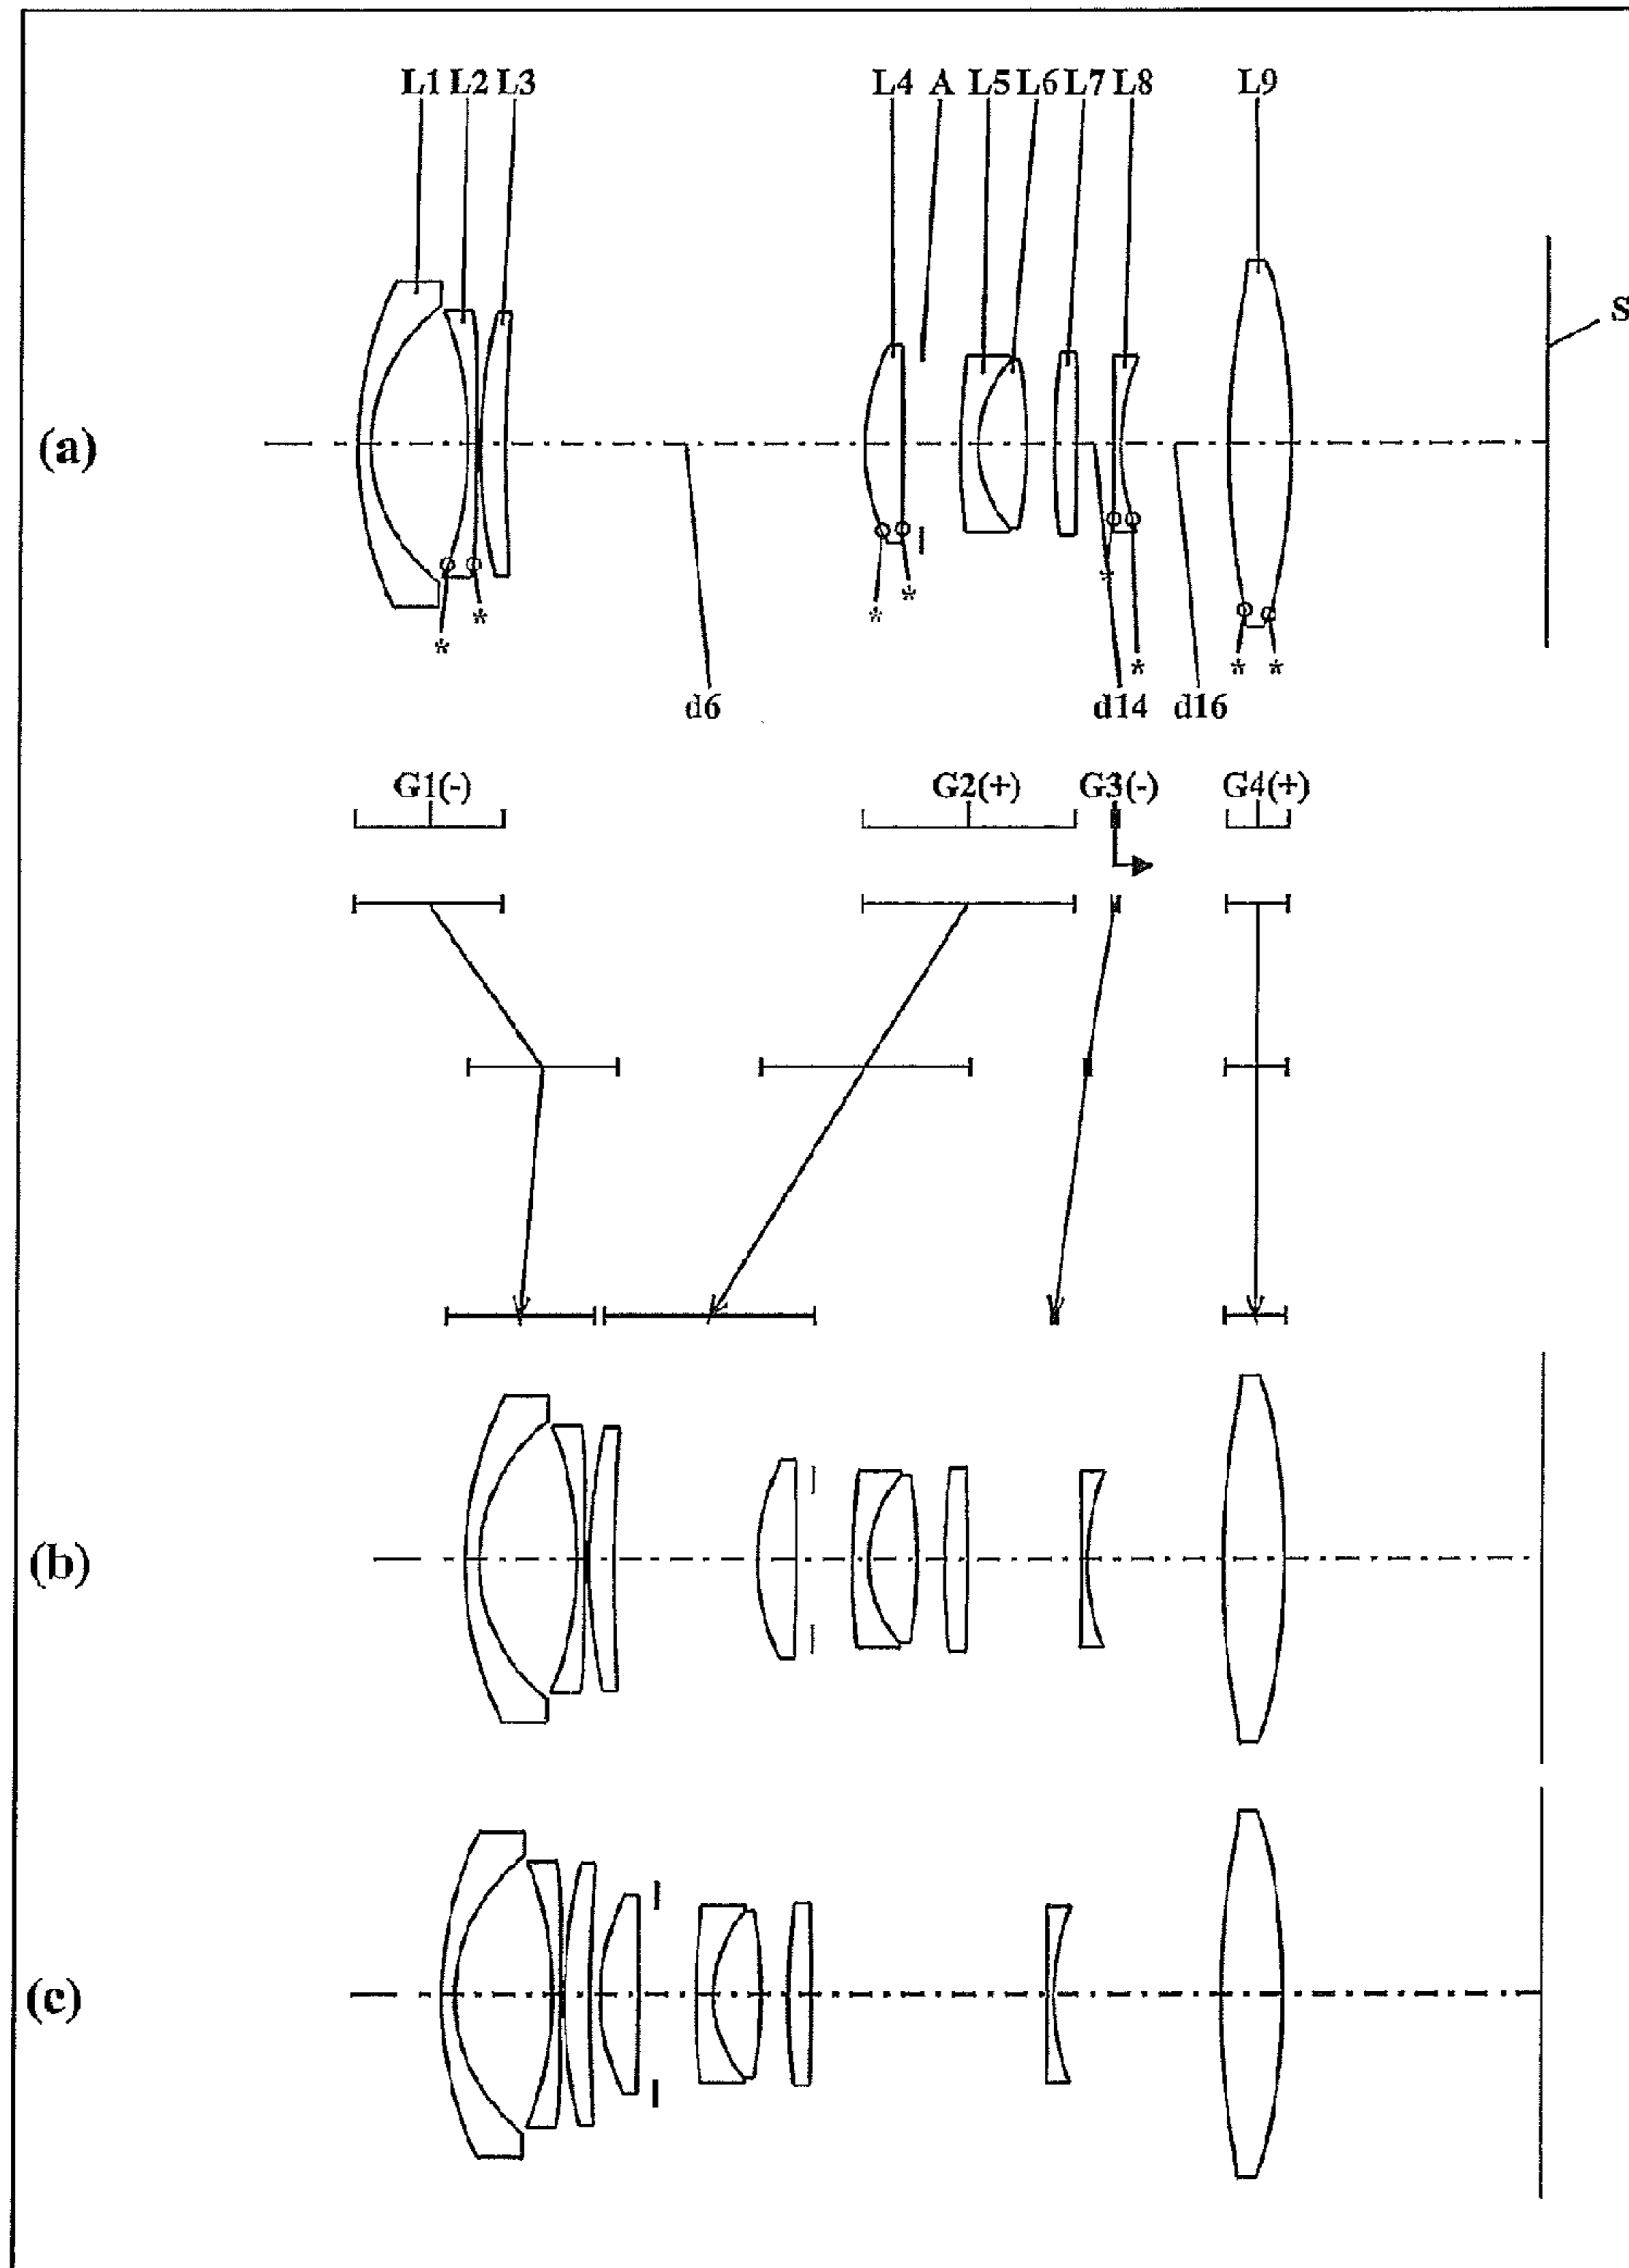 L1 L2 L3 L4 A L5 L6 L7 L8 L9
S
(a)
* * * * * * * *
d6 d14 d16
G1(-) G2(+) G3(-) G4(+)
(b)
(c)